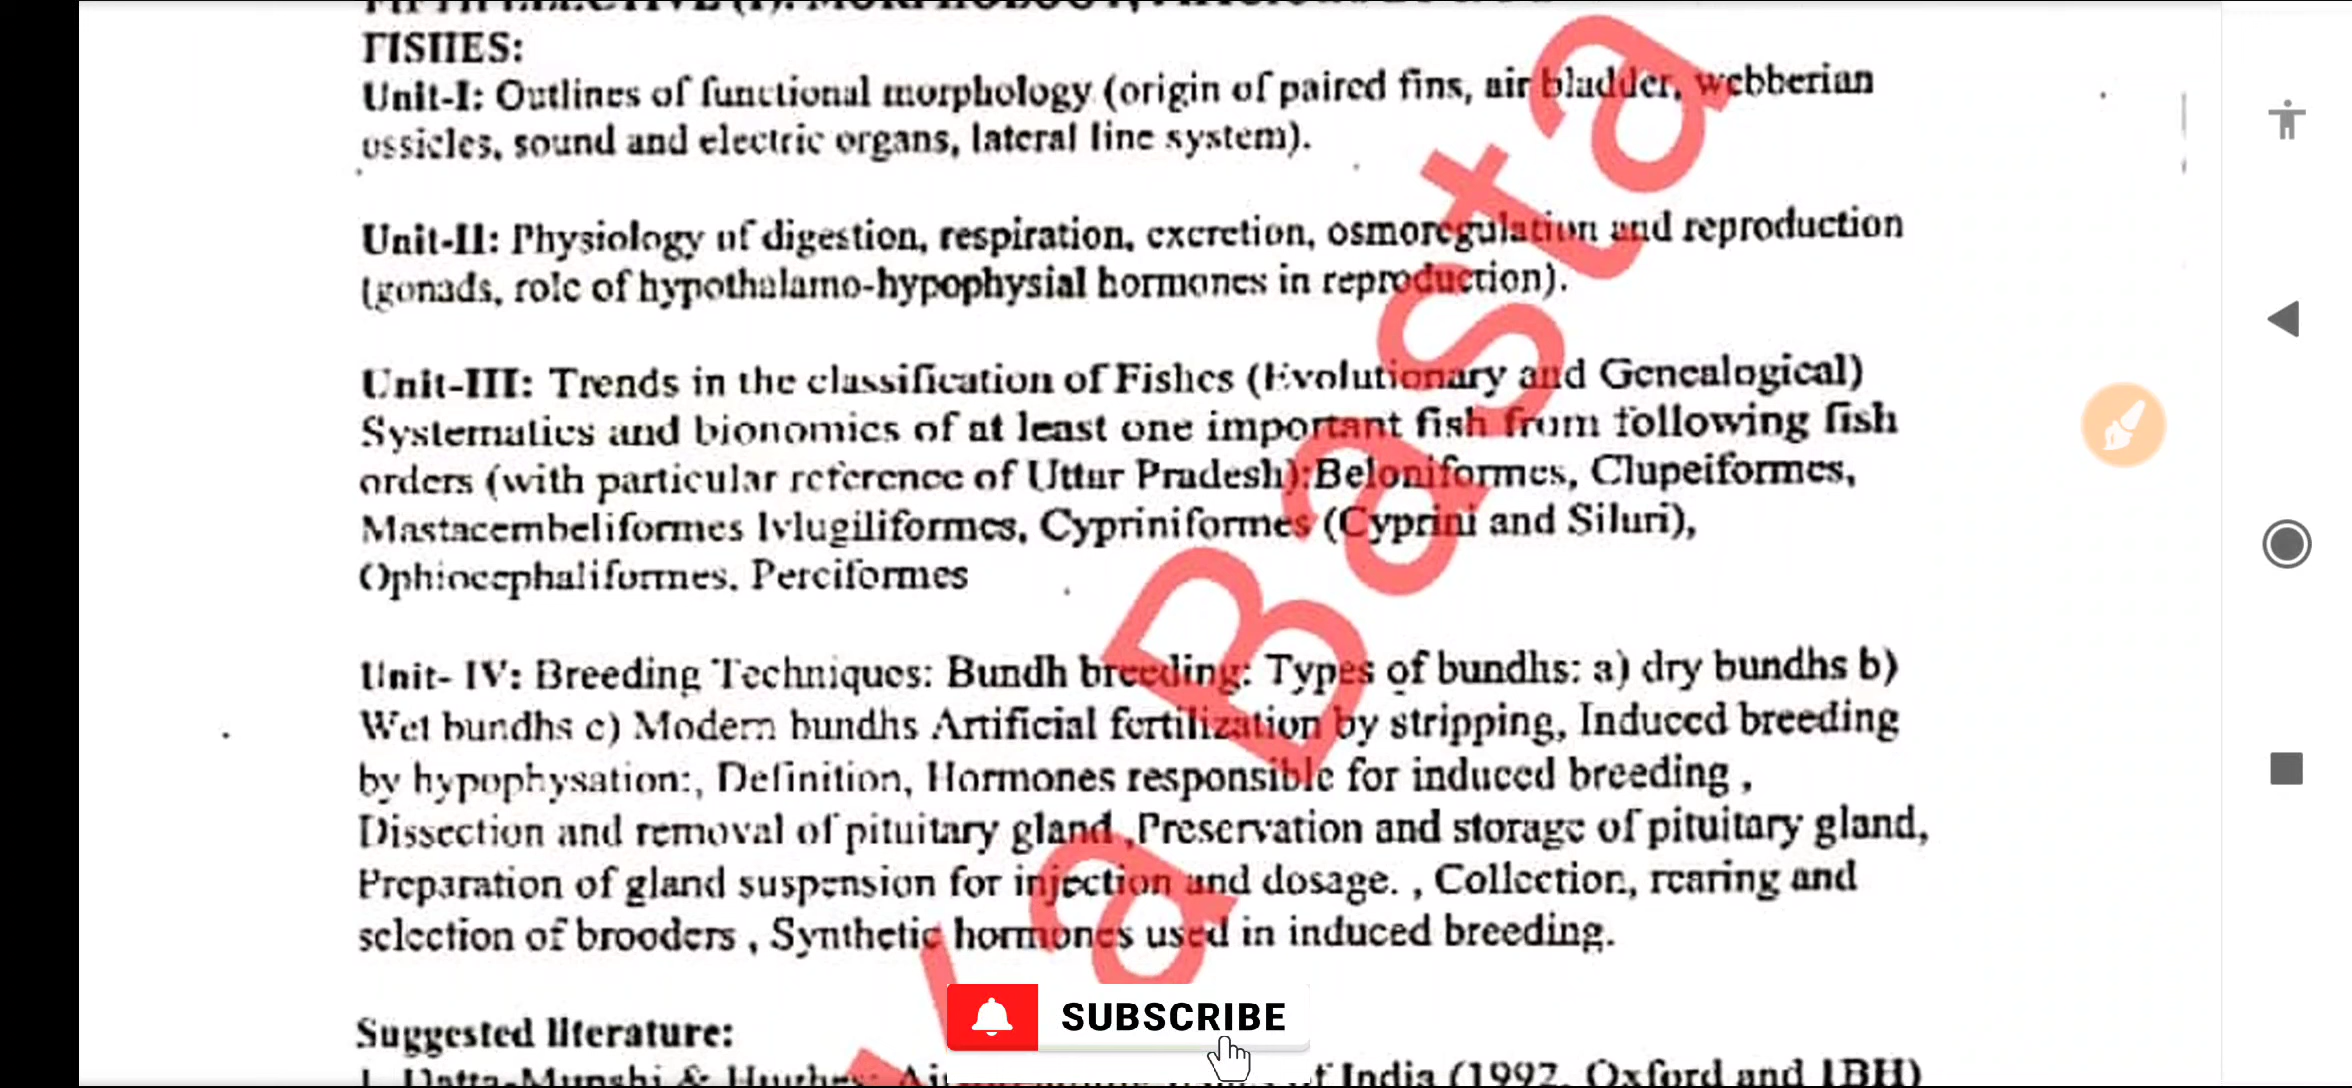 FISHES:
Unit-I: Outlines of functional morphology (origin of paired fins, air bladder, webberian
ossicles, sound and electric organs, lateral line system).
Unit-II: Physiology of digestion, respiration, excretion, osmoregulation and reproduction
(gonads, role of hypothalamo-hypophysial hormones in reproduction).
Unit-III: Trends in the classification of Fishes (Evolutionary and Genealogical)
Systematics and bionomics of at least one important fish from following fish
orders (with particular reference of Uttar Pradesh):Beloniformes, Clupeiformes,
Mastacembeliformes Ivlugiliformes, Cypriniformes (Cyprini and Siluri),
Ophiocephaliformes. Perciformes
Unit- IV: Breeding Techniques: Bundh breeding: Types of bundhs: a) dry bundhs b)
Wet bundhs c) Modern bundhs Artificial fertilization by stripping, Induced breeding
by hypophysation:, Definition, Hormones responsible for induced breeding ,
Dissection and removal of pituitary gland ,Preservation and storage of pituitary gland,
Preparation of gland suspension for injection and dosage. , Collection, rearing and
selection of brooders , Synthetic hormones used in induced breeding.
Suggested literature:
1. Datta-Munshi & Hughes: of India (1992, Oxford and IBH)
Basta
SUBSCRIBE